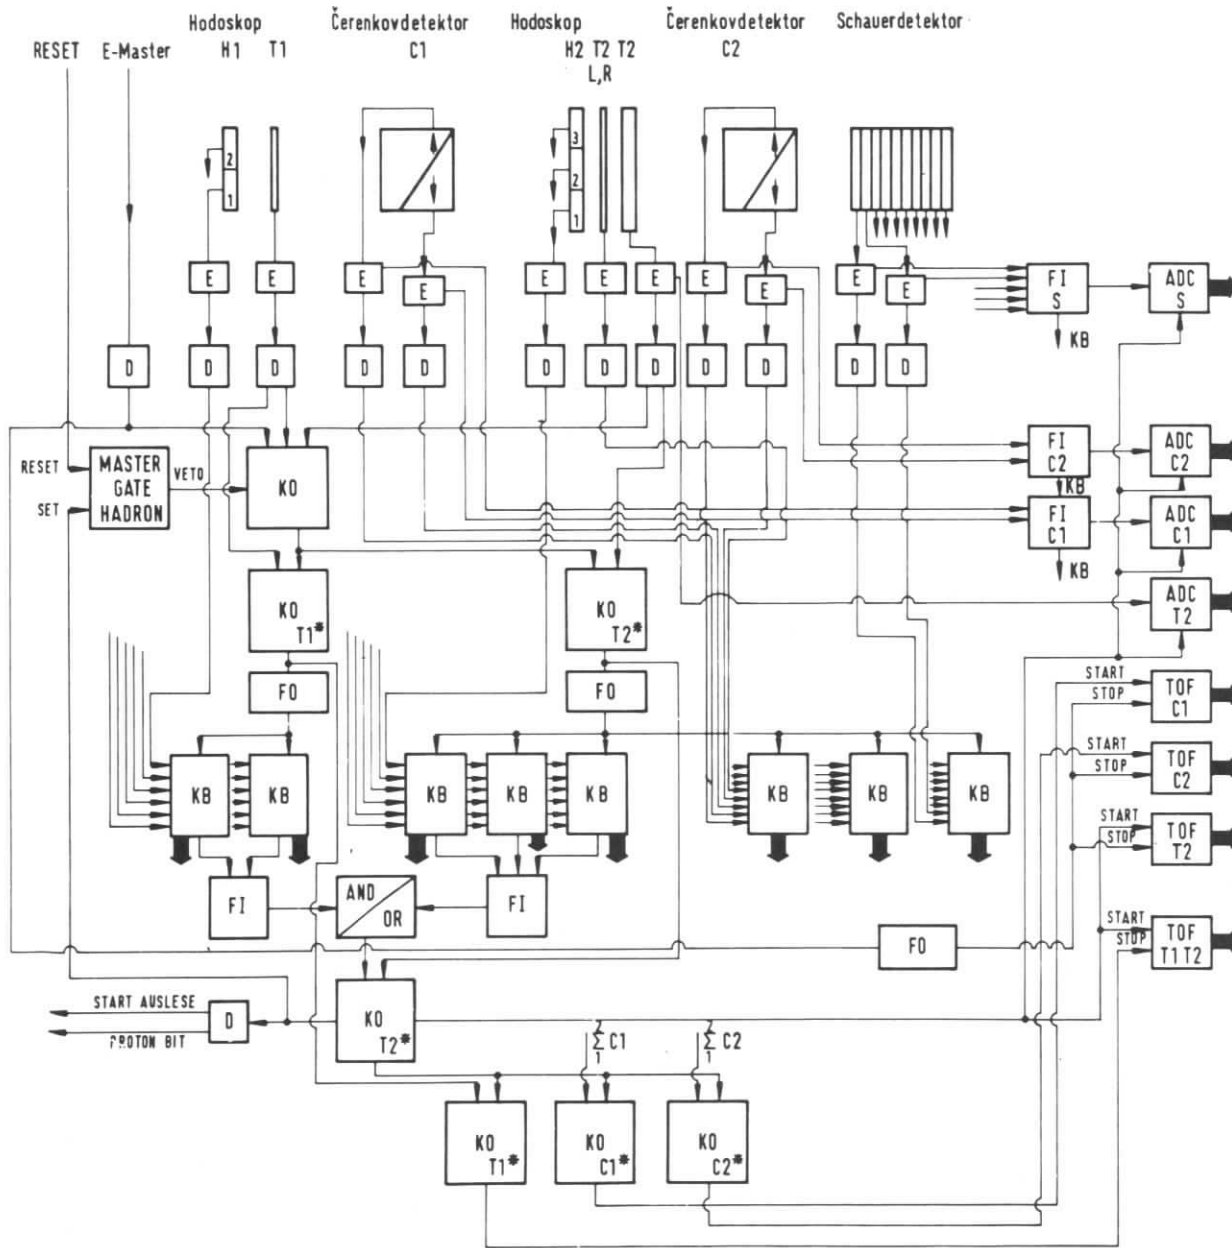 Hodoskop Čerenkovdetektor Hodoskop Čerenkovdetektor Schauerdetektor
RESET E-Master H1 T1 C1 H2 T2 T2 C2
L,R
2
1
3
2
1
E E E E E E E E E E E
FI S
ADC S
KB
D D D D D D D D D D D D
RESET
SET
MASTER GATE HADRON
VETO
KO
FI C2
ADC C2
KB
FI C1
ADC C1
KB
KO T1*
KO T2*
ADC T2
FO
FO
START
STOP
TOF C1
KB KB KB KB KB KB KB KB
START
STOP
TOF C2
START
STOP
TOF T2
FI
AND
OR
FI
FO
START
STOP
TOF T1 T2
START AUSLESE
PROTON BIT
D
KO T2*
7
Σ C1
1
7
Σ C2
1
KO T1*
KO C1*
KO C2*